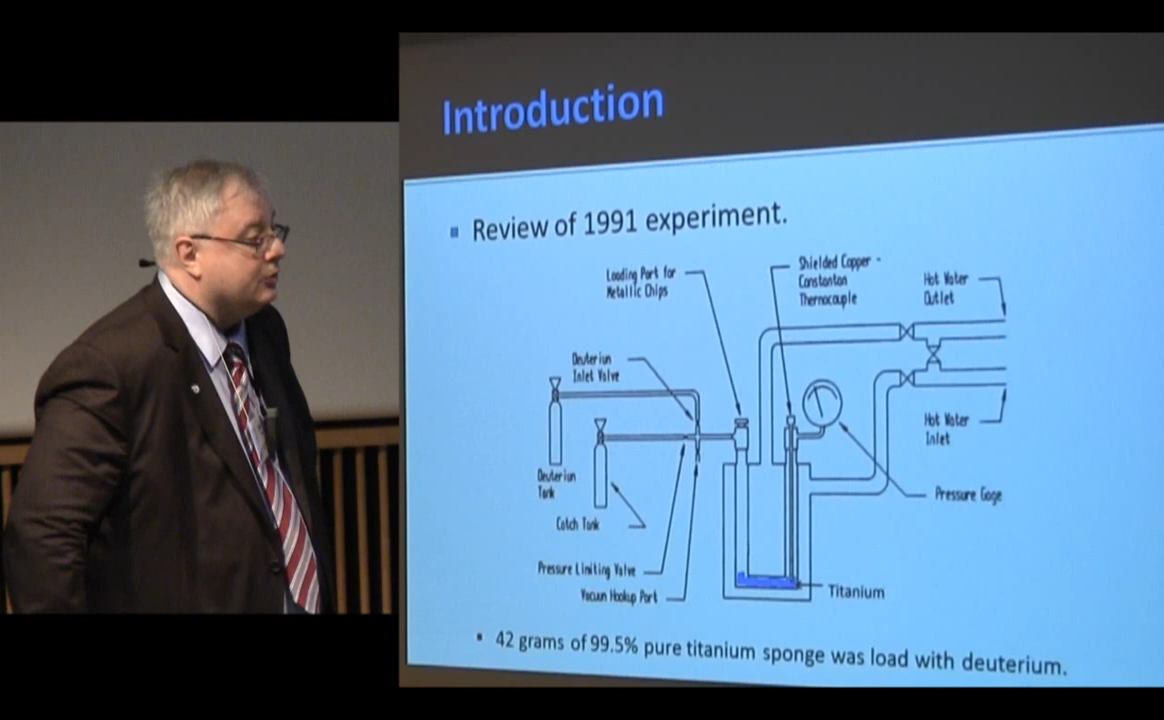 Introduction
Review of 1991 experiment.
Loading Port for
Metallic Chips
Shielded Copper -
Constantan
Thermocouple
Hot Water
Outlet
Deuterium
Inlet Valve
Hot Water
Inlet
Deuterium
Tank
Catch Tank
Pressure Gage
Pressure Limiting Valve
Vacuum Hookup Port
Titanium
42 grams of 99.5% pure titanium sponge was load with deuterium.